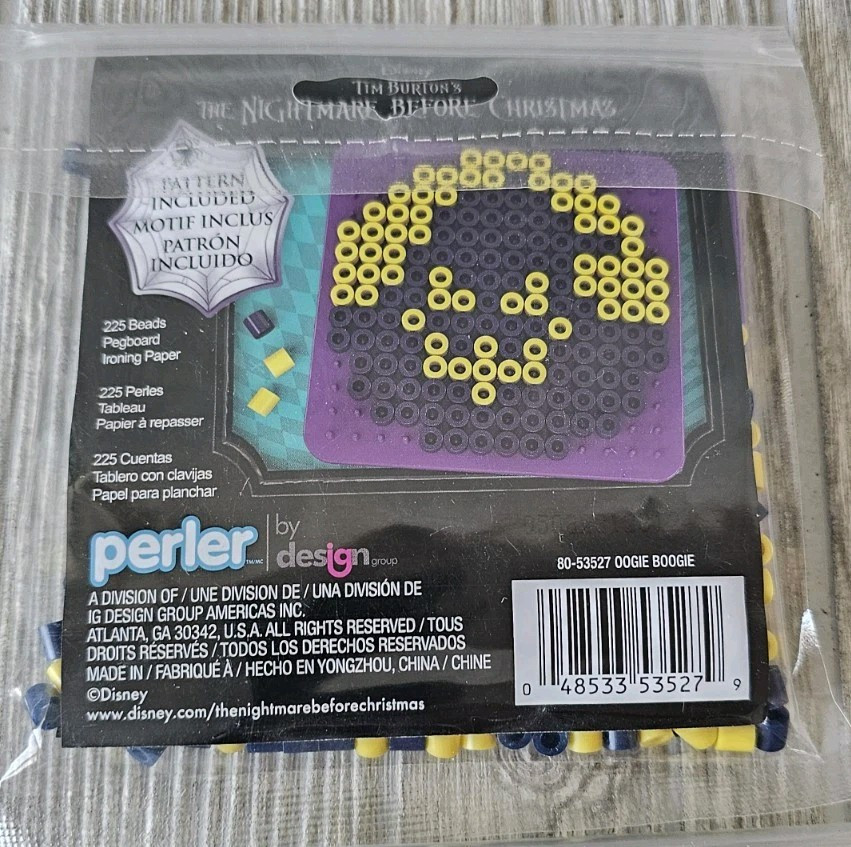 Disney
TIM BURTON'S
THE NIGHTMARE BEFORE CHRISTMAS
PATTERN
INCLUDED
MOTIF INCLUS
PATRÓN
INCLUIDO
225 Beads
Pegboard
Ironing Paper
225 Perles
Tableau
Papier à repasser
225 Cuentas
Tablero con clavijas
Papel para planchar
perler TM/MC by
design group
80-53527 OOGIE BOOGIE
A DIVISION OF / UNE DIVISION DE / UNA DIVISIÓN DE
IG DESIGN GROUP AMERICAS INC.
ATLANTA, GA 30342, U.S.A. ALL RIGHTS RESERVED / TOUS
DROITS RÉSERVÉS / TODOS LOS DERECHOS RESERVADOS
MADE IN / FABRIQUÉ À / HECHO EN YONGZHOU, CHINA / CHINE
©Disney
www.disney.com/thenightmarebeforechristmas
0 48533 53527 9